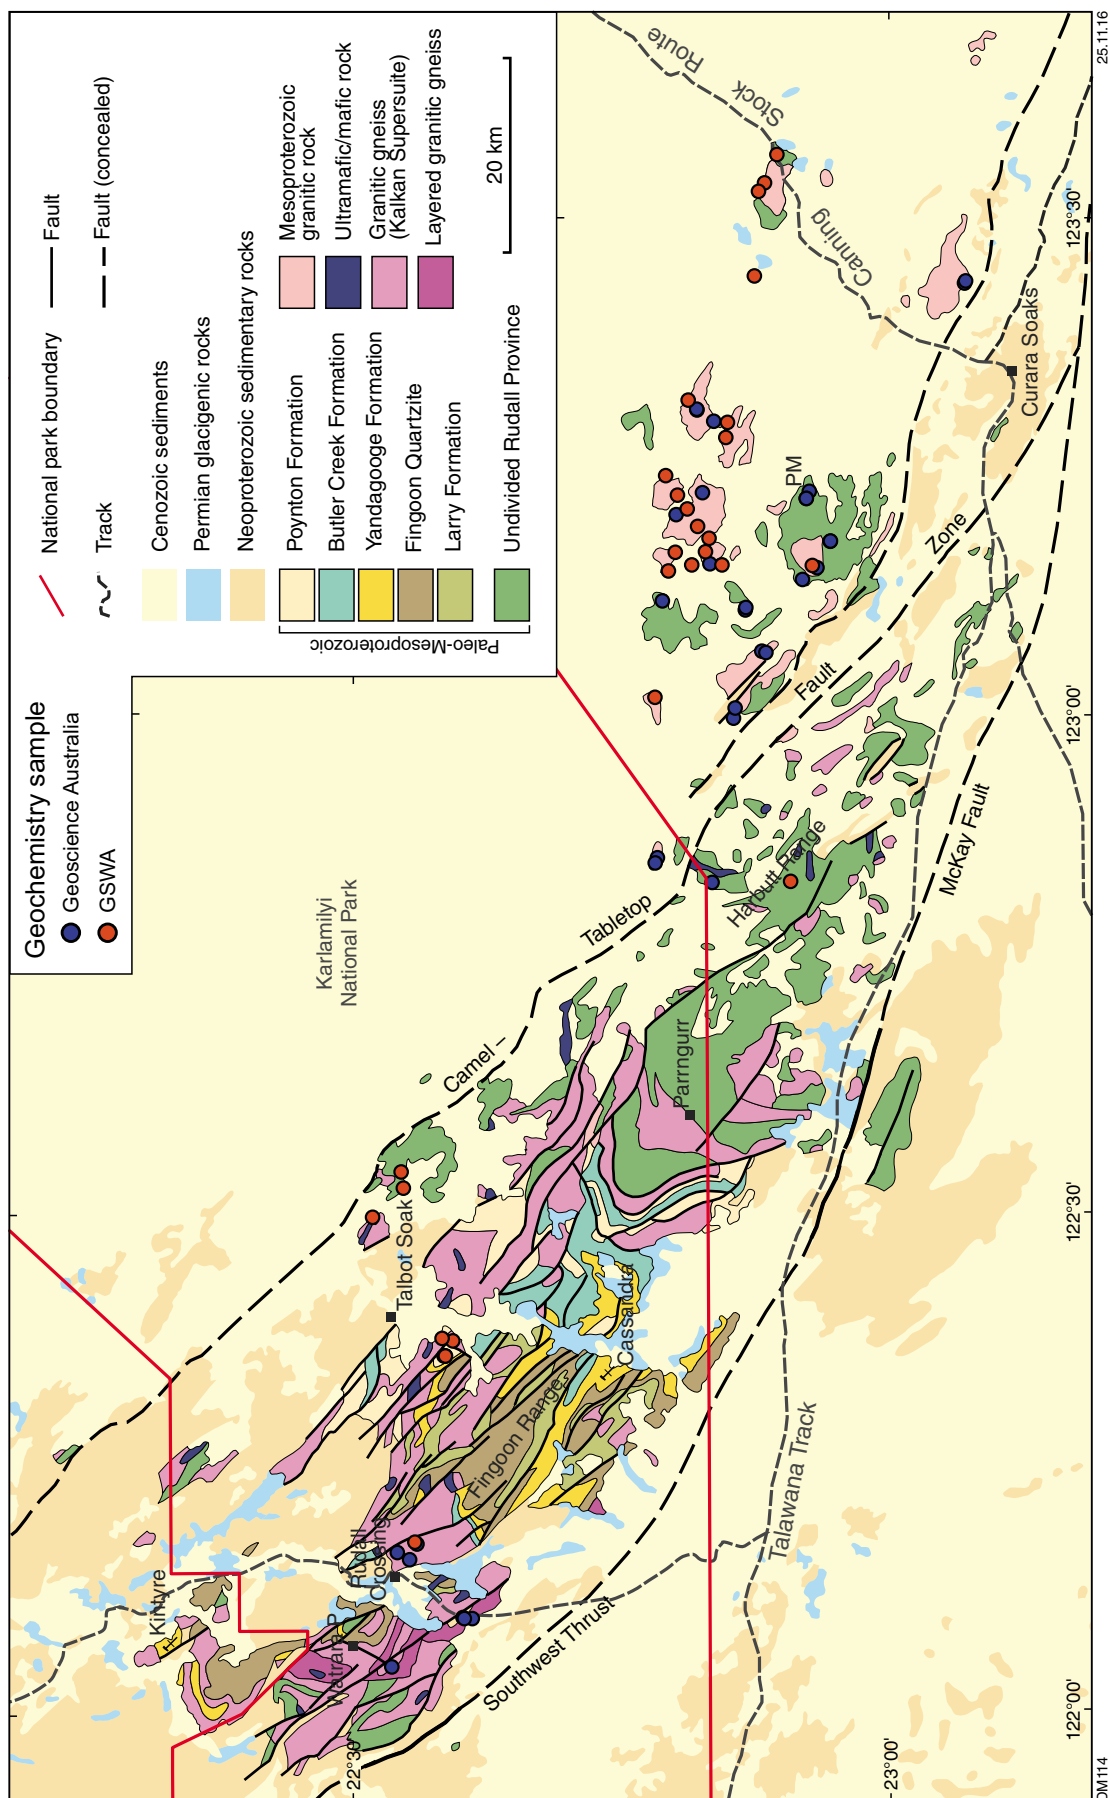 Geochemistry sample
Geoscience Australia
GSWA
National park boundary
Track
Fault
Fault (concealed)
Cenozoic sediments
Permian glacigenic rocks
Neoproterozoic sedimentary rocks
Paleo-Mesoproterozoic
Poynton Formation
Butler Creek Formation
Yandagooge Formation
Fingoon Quartzite
Larry Formation
Undivided Rudall Province
Mesoproterozoic
granitic rock
Ultramafic/mafic rock
Granitic gneiss
(Kalkan Supersuite)
Layered granitic gneiss
20 km
Karlamilyi
National Park
Kintyre
Watrara P
Rudall
Crossing
Talbot Soak
Fingoon Range
Cassandra
Parrngurr
Harbutt Range
Camel –
Tabletop
Fault
Zone
Southwest Thrust
McKay Fault
Talawana Track
PM
Curara Soaks
Canning
Stock
Route
22°30'
23°00'
122°00'
122°30'
123°00'
123°30'
DM114
25.11.16